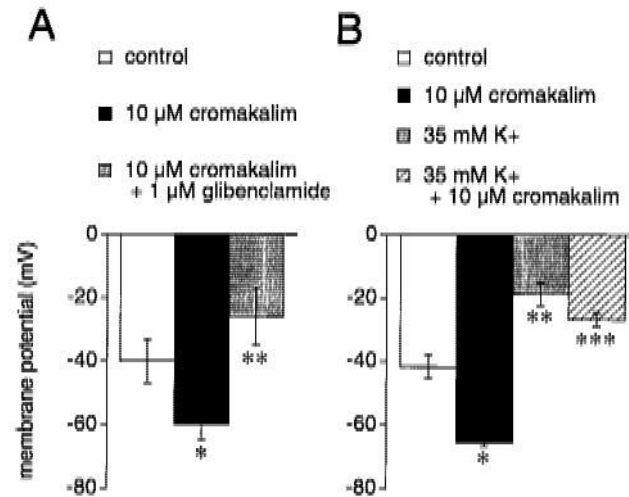 A
control
10 µM cromakalim
10 µM cromakalim
+ 1 µM glibenclamide
membrane potential (mV)
0
-20
-40
-60
-80
*
**
B
control
10 µM cromakalim
35 mM K+
35 mM K+
+ 10 µM cromakalim
0
-20
-40
-60
-80
*
**
***